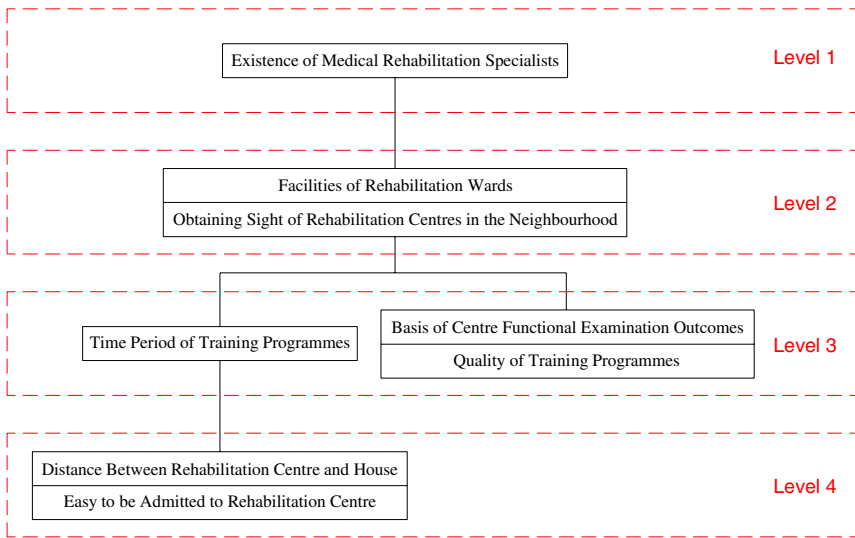 Existence of Medical Rehabilitation Specialists
Level 1
Facilities of Rehabilitation Wards
Obtaining Sight of Rehabilitation Centres in the Neighbourhood
Level 2
Time Period of Training Programmes
Basis of Centre Functional Examination Outcomes
Quality of Training Programmes
Level 3
Distance Between Rehabilitation Centre and House
Easy to be Admitted to Rehabilitation Centre
Level 4